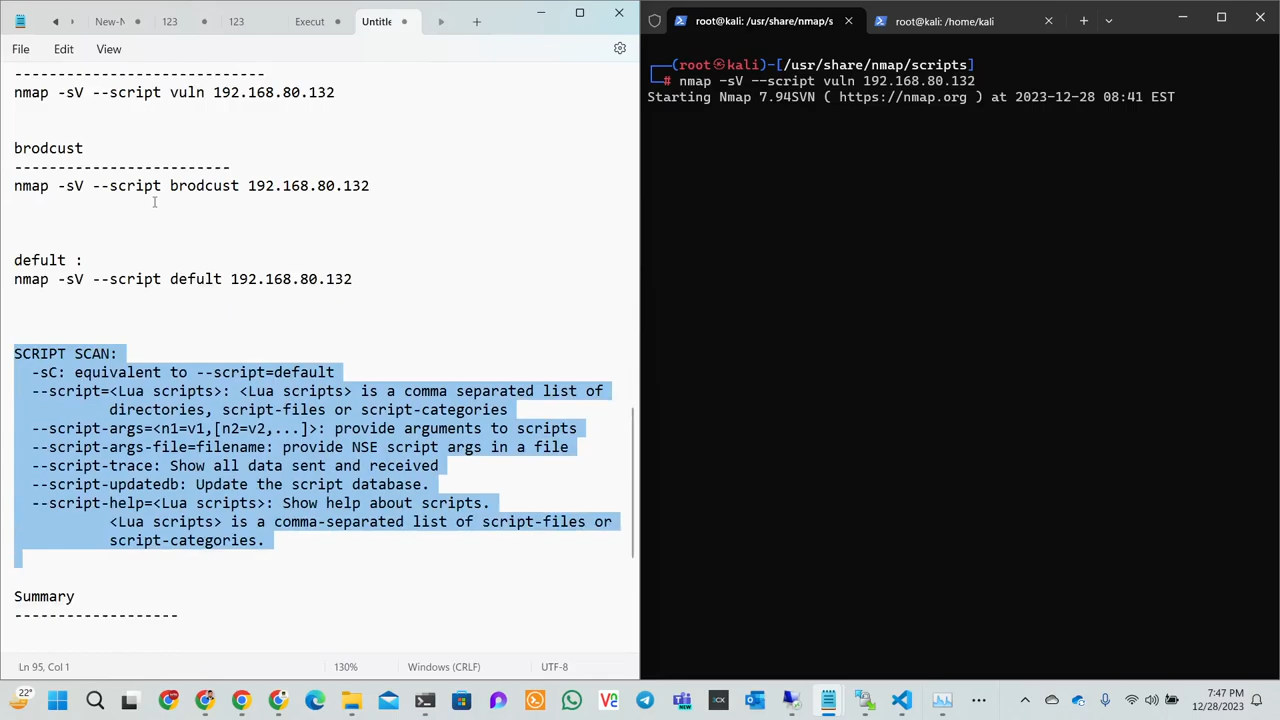 New-N
123
123
Execut
Untitle
File
Edit
View
-----------------------------
nmap -sV --script vuln 192.168.80.132
brodcust
-------------------------
nmap -sV --script brodcust 192.168.80.132
defult :
nmap -sV --script defult 192.168.80.132
SCRIPT SCAN:
-sC: equivalent to --script=default
--script=<Lua scripts>: <Lua scripts> is a comma separated list of
directories, script-files or script-categories
--script-args=<n1=v1,[n2=v2,...]>: provide arguments to scripts
--script-args-file=filename: provide NSE script args in a file
--script-trace: Show all data sent and received
--script-updatedb: Update the script database.
--script-help=<Lua scripts>: Show help about scripts.
<Lua scripts> is a comma-separated list of script-files or
script-categories.
Summary
-------------------
Ln 95, Col 1
130%
Windows (CRLF)
UTF-8
root@kali: /usr/share/nmap/s
root@kali: /home/kali
(root㉿kali)-[/usr/share/nmap/scripts]
# nmap -sV --script vuln 192.168.80.132
Starting Nmap 7.94SVN ( https://nmap.org ) at 2023-12-28 08:41 EST
22°
7:47 PM
12/28/2023